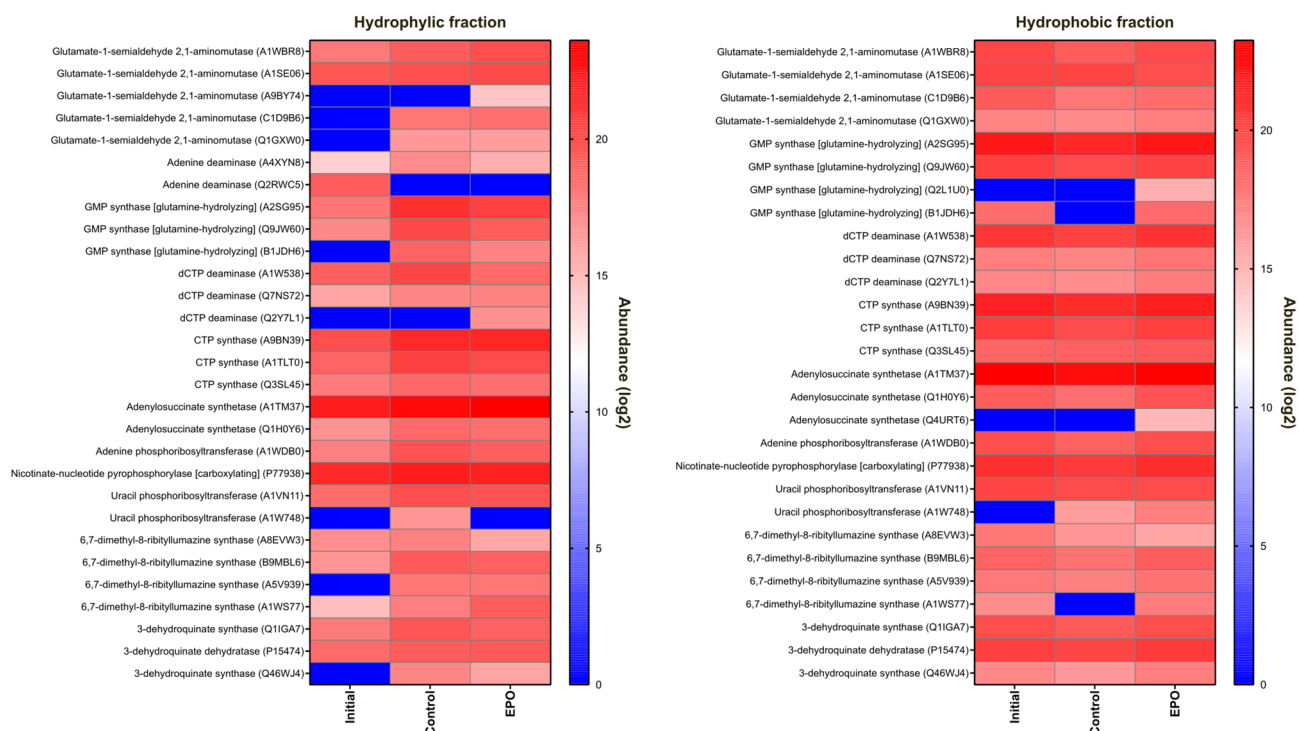 Hydrophylic fraction
Glutamate-1-semialdehyde 2,1-aminomutase (A1WBR8)
Glutamate-1-semialdehyde 2,1-aminomutase (A1SE06)
Glutamate-1-semialdehyde 2,1-aminomutase (A9BY74)
Glutamate-1-semialdehyde 2,1-aminomutase (C1D9B6)
Glutamate-1-semialdehyde 2,1-aminomutase (Q1GXW0)
Adenine deaminase (A4XYN8)
Adenine deaminase (Q2RWC5)
GMP synthase [glutamine-hydrolyzing] (A2SG95)
GMP synthase [glutamine-hydrolyzing] (Q9JW60)
GMP synthase [glutamine-hydrolyzing] (B1JDH6)
dCTP deaminase (A1W538)
dCTP deaminase (Q7NS72)
dCTP deaminase (Q2Y7L1)
CTP synthase (A9BN39)
CTP synthase (A1TLT0)
CTP synthase (Q3SL45)
Adenylosuccinate synthetase (A1TM37)
Adenylosuccinate synthetase (Q1H0Y6)
Adenine phosphoribosyltransferase (A1WDB0)
Nicotinate-nucleotide pyrophosphorylase [carboxylating] (P77938)
Uracil phosphoribosyltransferase (A1VN11)
Uracil phosphoribosyltransferase (A1W748)
6,7-dimethyl-8-ribityllumazine synthase (A8EVW3)
6,7-dimethyl-8-ribityllumazine synthase (B9MBL6)
6,7-dimethyl-8-ribityllumazine synthase (A5V939)
6,7-dimethyl-8-ribityllumazine synthase (A1WS77)
3-dehydroquinate synthase (Q1IGA7)
3-dehydroquinate dehydratase (P15474)
3-dehydroquinate synthase (Q46WJ4)
Initial
Control
EPO
20
15
10
5
0
Abundance (log2)
Hydrophobic fraction
Glutamate-1-semialdehyde 2,1-aminomutase (A1WBR8)
Glutamate-1-semialdehyde 2,1-aminomutase (A1SE06)
Glutamate-1-semialdehyde 2,1-aminomutase (C1D9B6)
Glutamate-1-semialdehyde 2,1-aminomutase (Q1GXW0)
GMP synthase [glutamine-hydrolyzing] (A2SG95)
GMP synthase [glutamine-hydrolyzing] (Q9JW60)
GMP synthase [glutamine-hydrolyzing] (Q2L1U0)
GMP synthase [glutamine-hydrolyzing] (B1JDH6)
dCTP deaminase (A1W538)
dCTP deaminase (Q7NS72)
dCTP deaminase (Q2Y7L1)
CTP synthase (A9BN39)
CTP synthase (A1TLT0)
CTP synthase (Q3SL45)
Adenylosuccinate synthetase (A1TM37)
Adenylosuccinate synthetase (Q1H0Y6)
Adenylosuccinate synthetase (Q4URT6)
Adenine phosphoribosyltransferase (A1WDB0)
Nicotinate-nucleotide pyrophosphorylase [carboxylating] (P77938)
Uracil phosphoribosyltransferase (A1VN11)
Uracil phosphoribosyltransferase (A1W748)
6,7-dimethyl-8-ribityllumazine synthase (A8EVW3)
6,7-dimethyl-8-ribityllumazine synthase (B9MBL6)
6,7-dimethyl-8-ribityllumazine synthase (A5V939)
6,7-dimethyl-8-ribityllumazine synthase (A1WS77)
3-dehydroquinate synthase (Q1IGA7)
3-dehydroquinate dehydratase (P15474)
3-dehydroquinate synthase (Q46WJ4)
Initial
Control
EPO
20
15
10
5
0
Abundance (log2)